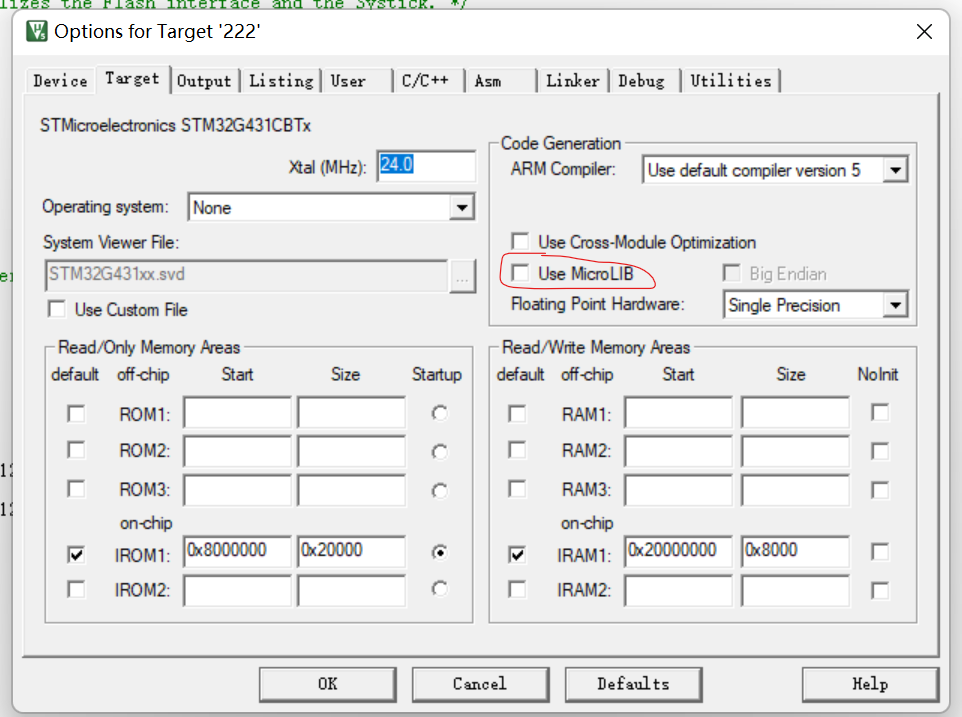 lizes the Flash interface and the Systick. */
Options for Target '222'
Device Target Output Listing User C/C++ Asm Linker Debug Utilities
STMicroelectronics STM32G431CBTx
Xtal (MHz): 24.0
Operating system: None
System Viewer File:
STM32G431xx.svd ...
Use Custom File
Code Generation
ARM Compiler: Use default compiler version 5
Use Cross-Module Optimization
Use MicroLIB Big Endian
Floating Point Hardware: Single Precision
Read/Only Memory Areas
default off-chip Start Size Startup
ROM1:
ROM2:
ROM3:
on-chip
IROM1: 0x8000000 0x20000
IROM2:
Read/Write Memory Areas
default off-chip Start Size NoInit
RAM1:
RAM2:
RAM3:
on-chip
IRAM1: 0x20000000 0x8000
IRAM2:
OK Cancel Defaults Help